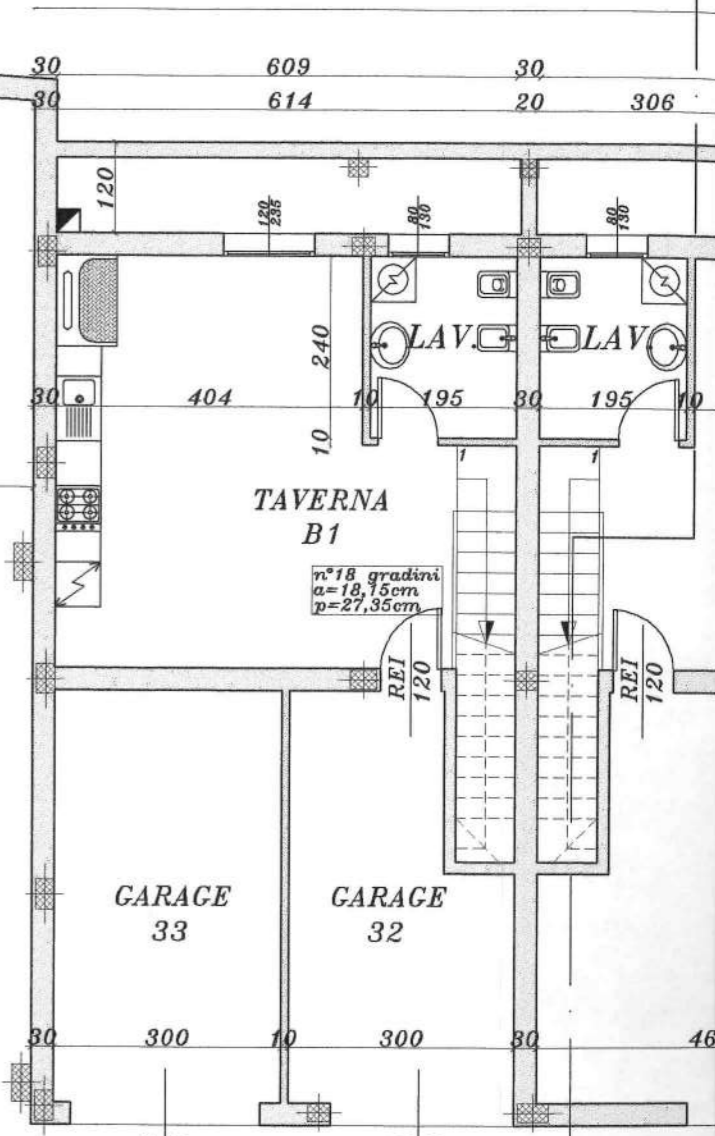 30 609 30
30 614 20 306
120
120
235
80
130
80
130
240
LAV. LAV.
30 404 10 195 30 195 10
10
1 1
TAVERNA
B1
n°18 gradini
a=18,15cm
p=27,35cm
REI
120
REI
120
GARAGE
33
GARAGE
32
30 300 10 300 30 46